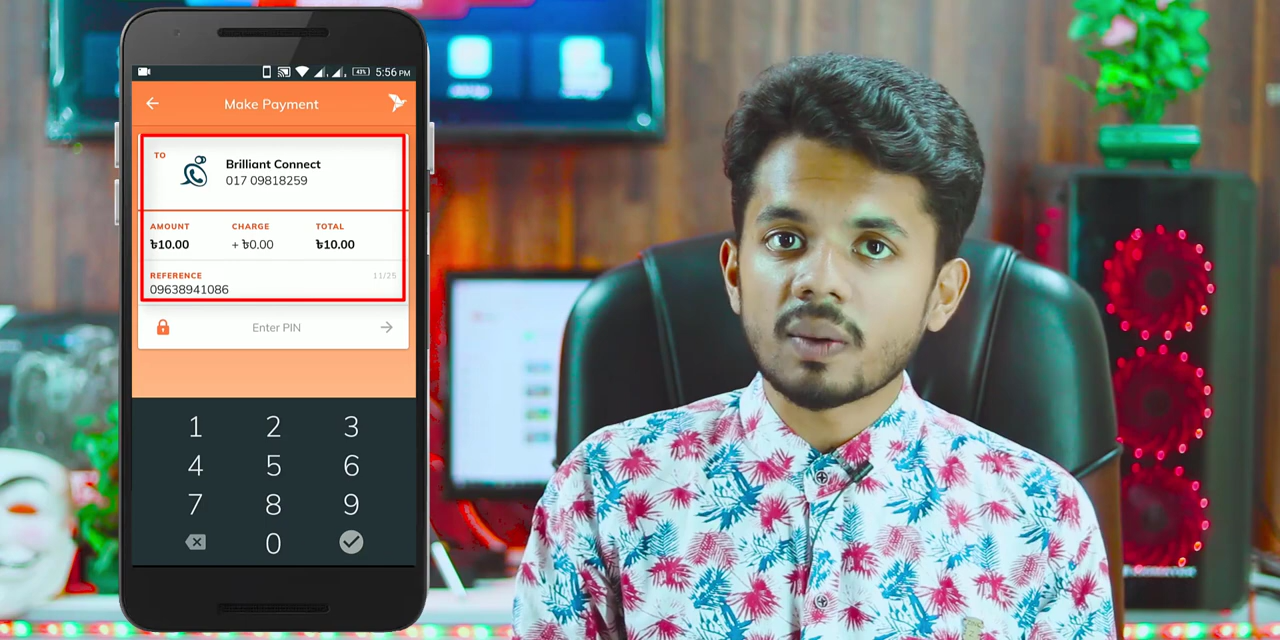 43%
5:56 PM
Make Payment
TO
Brilliant Connect
017 09818259
AMOUNT CHARGE TOTAL
৳10.00 + ৳0.00 ৳10.00
REFERENCE 11/25
09638941086
Enter PIN
1 2 3
4 5 6
7 8 9
0